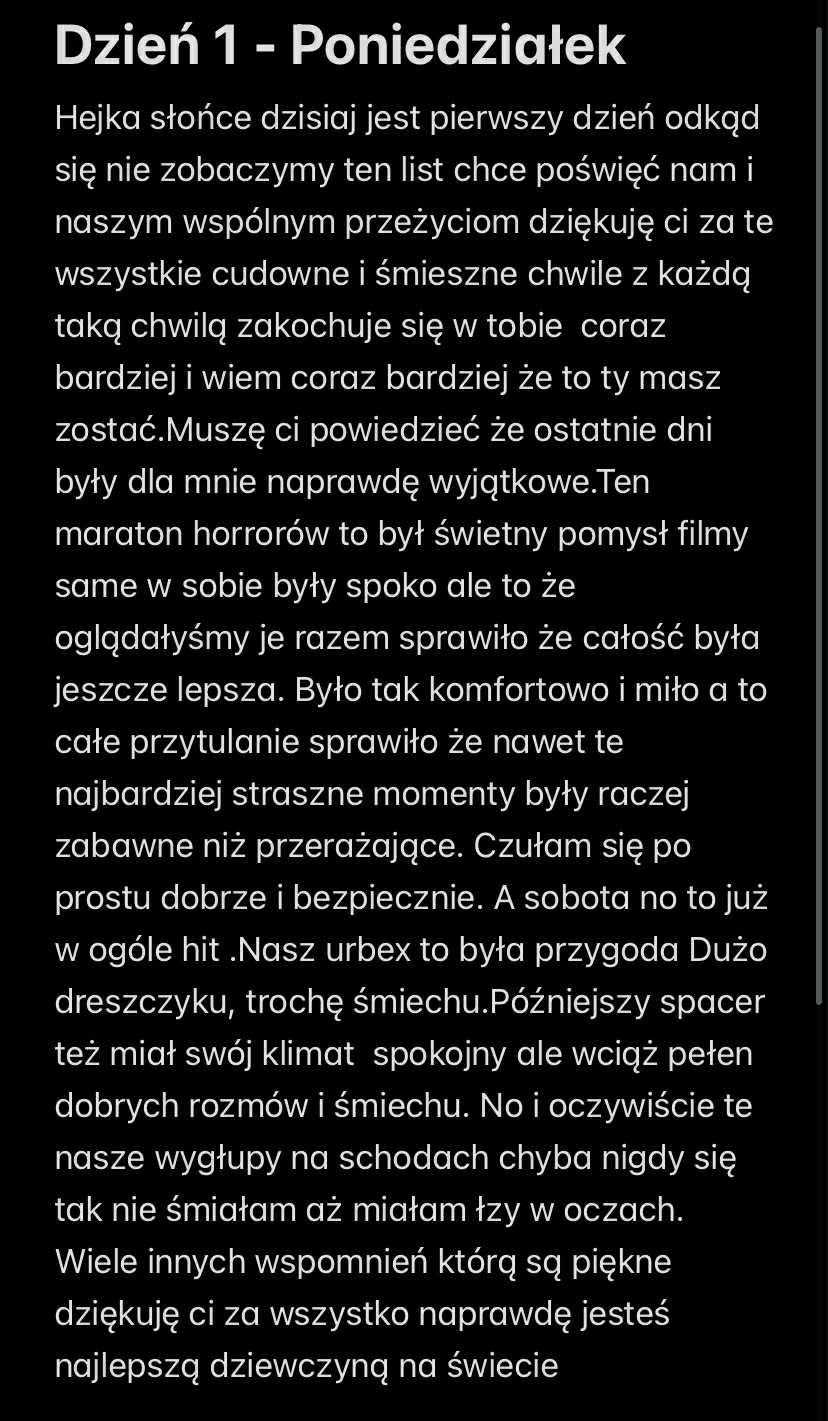 Dzień 1 - Poniedziałek
Hejka słońce dzisiaj jest pierwszy dzień odkąd
się nie zobaczymy ten list chce poświęć nam i
naszym wspólnym przeżyciom dziękuję ci za te
wszystkie cudowne i śmieszne chwile z każdą
taką chwilą zakochuje się w tobie  coraz
bardziej i wiem coraz bardziej że to ty masz
zostać.Muszę ci powiedzieć że ostatnie dni
były dla mnie naprawdę wyjątkowe.Ten
maraton horrorów to był świetny pomysł filmy
same w sobie były spoko ale to że
oglądałyśmy je razem sprawiło że całość była
jeszcze lepsza. Było tak komfortowo i miło a to
całe przytulanie sprawiło że nawet te
najbardziej straszne momenty były raczej
zabawne niż przerażające. Czułam się po
prostu dobrze i bezpiecznie. A sobota no to już
w ogóle hit .Nasz urbex to była przygoda Dużo
dreszczyku, trochę śmiechu.Późniejszy spacer
też miał swój klimat  spokojny ale wciąż pełen
dobrych rozmów i śmiechu. No i oczywiście te
nasze wygłupy na schodach chyba nigdy się
tak nie śmiałam aż miałam łzy w oczach.
Wiele innych wspomnień którą są piękne
dziękuję ci za wszystko naprawdę jesteś
najlepszą dziewczyną na świecie